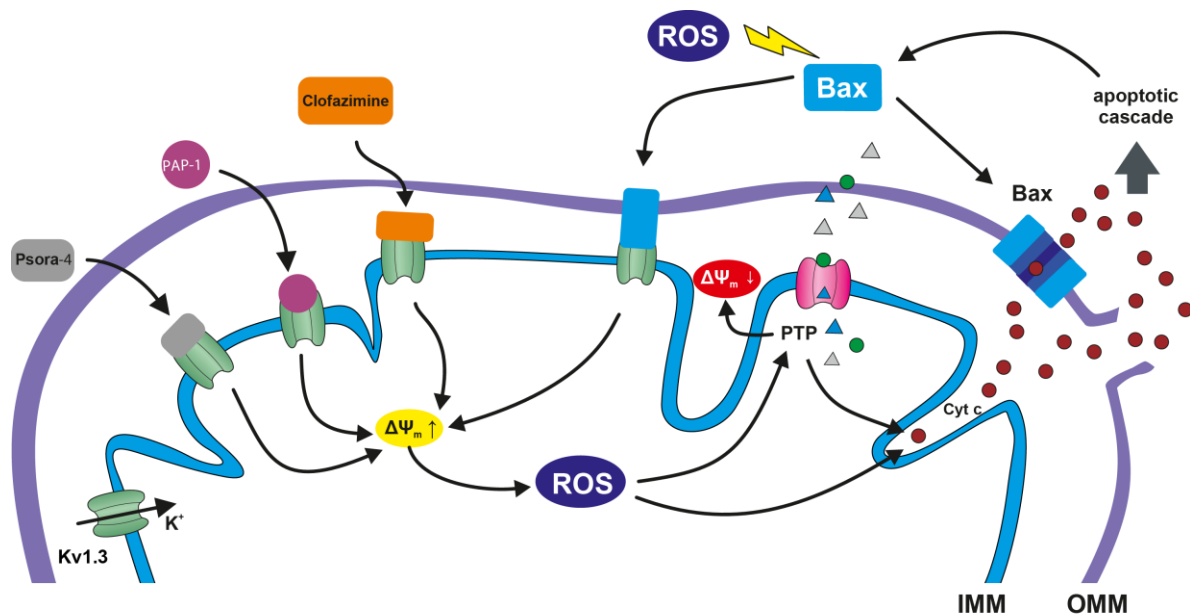 ROS
Bax
Clofazimine
apoptotic
cascade
PAP-1
Bax
Psora-4
ΔΨm ↓
PTP
Cyt c
ΔΨm ↑
ROS
K+
Kv1.3
IMM
OMM